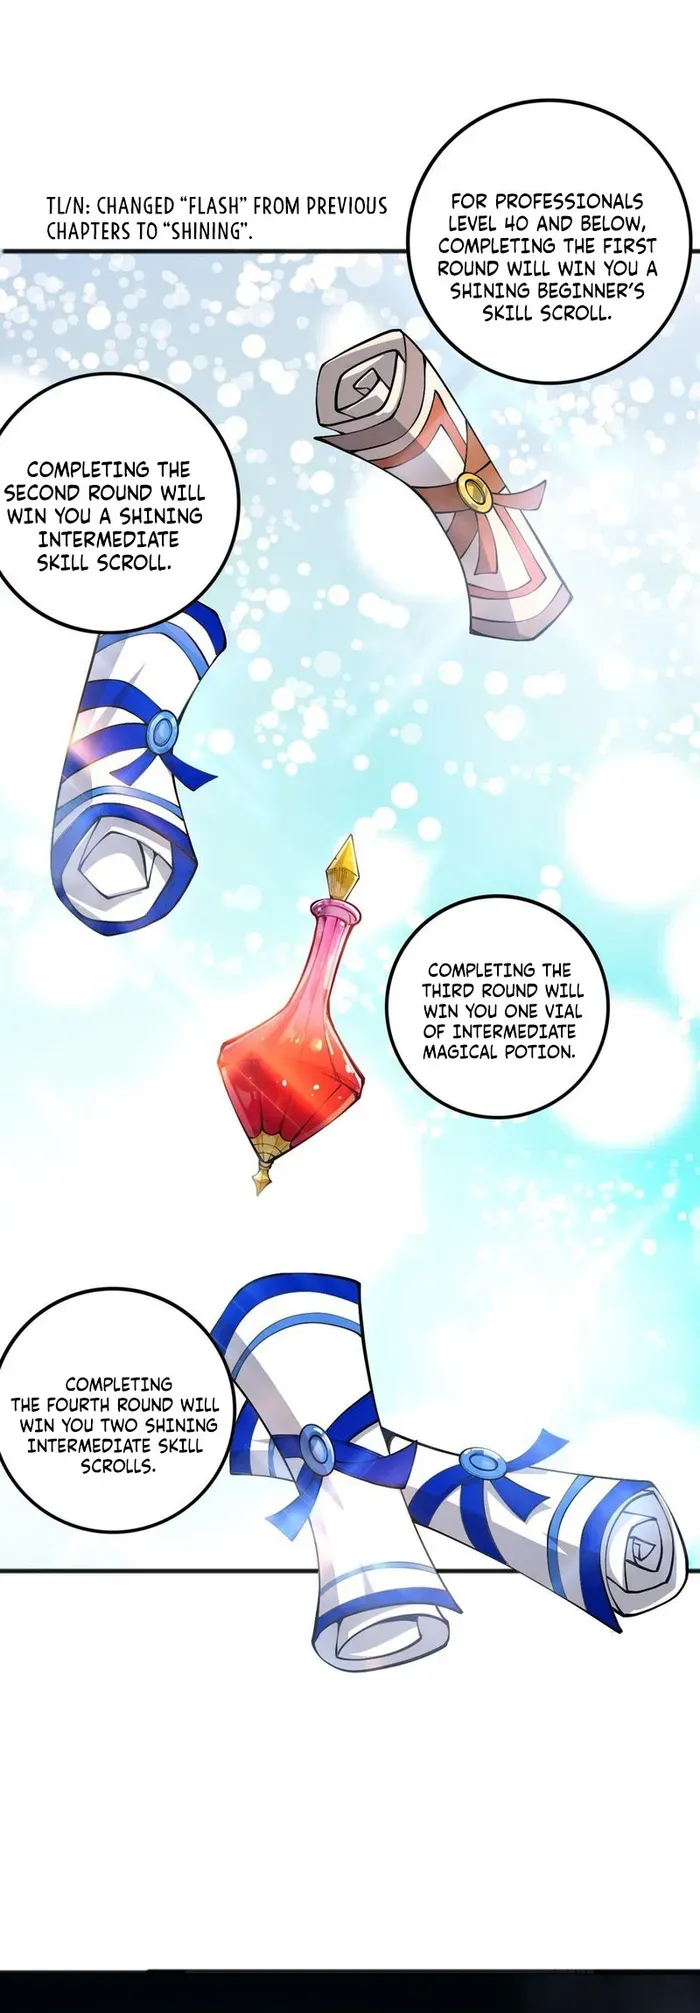 TL/N: CHANGED "FLASH" FROM PREVIOUS
CHAPTERS TO "SHINING".
FOR PROFESSIONALS
LEVEL 40 AND BELOW,
COMPLETING THE FIRST
ROUND WILL WIN YOU A
SHINING BEGINNER'S
SKILL SCROLL.
COMPLETING THE
SECOND ROUND WILL
WIN YOU A SHINING
INTERMEDIATE
SKILL SCROLL.
COMPLETING THE
THIRD ROUND WILL
WIN YOU ONE VIAL
OF INTERMEDIATE
MAGICAL POTION.
COMPLETING
THE FOURTH ROUND WILL
WIN YOU TWO SHINING
INTERMEDIATE SKILL
SCROLLS.